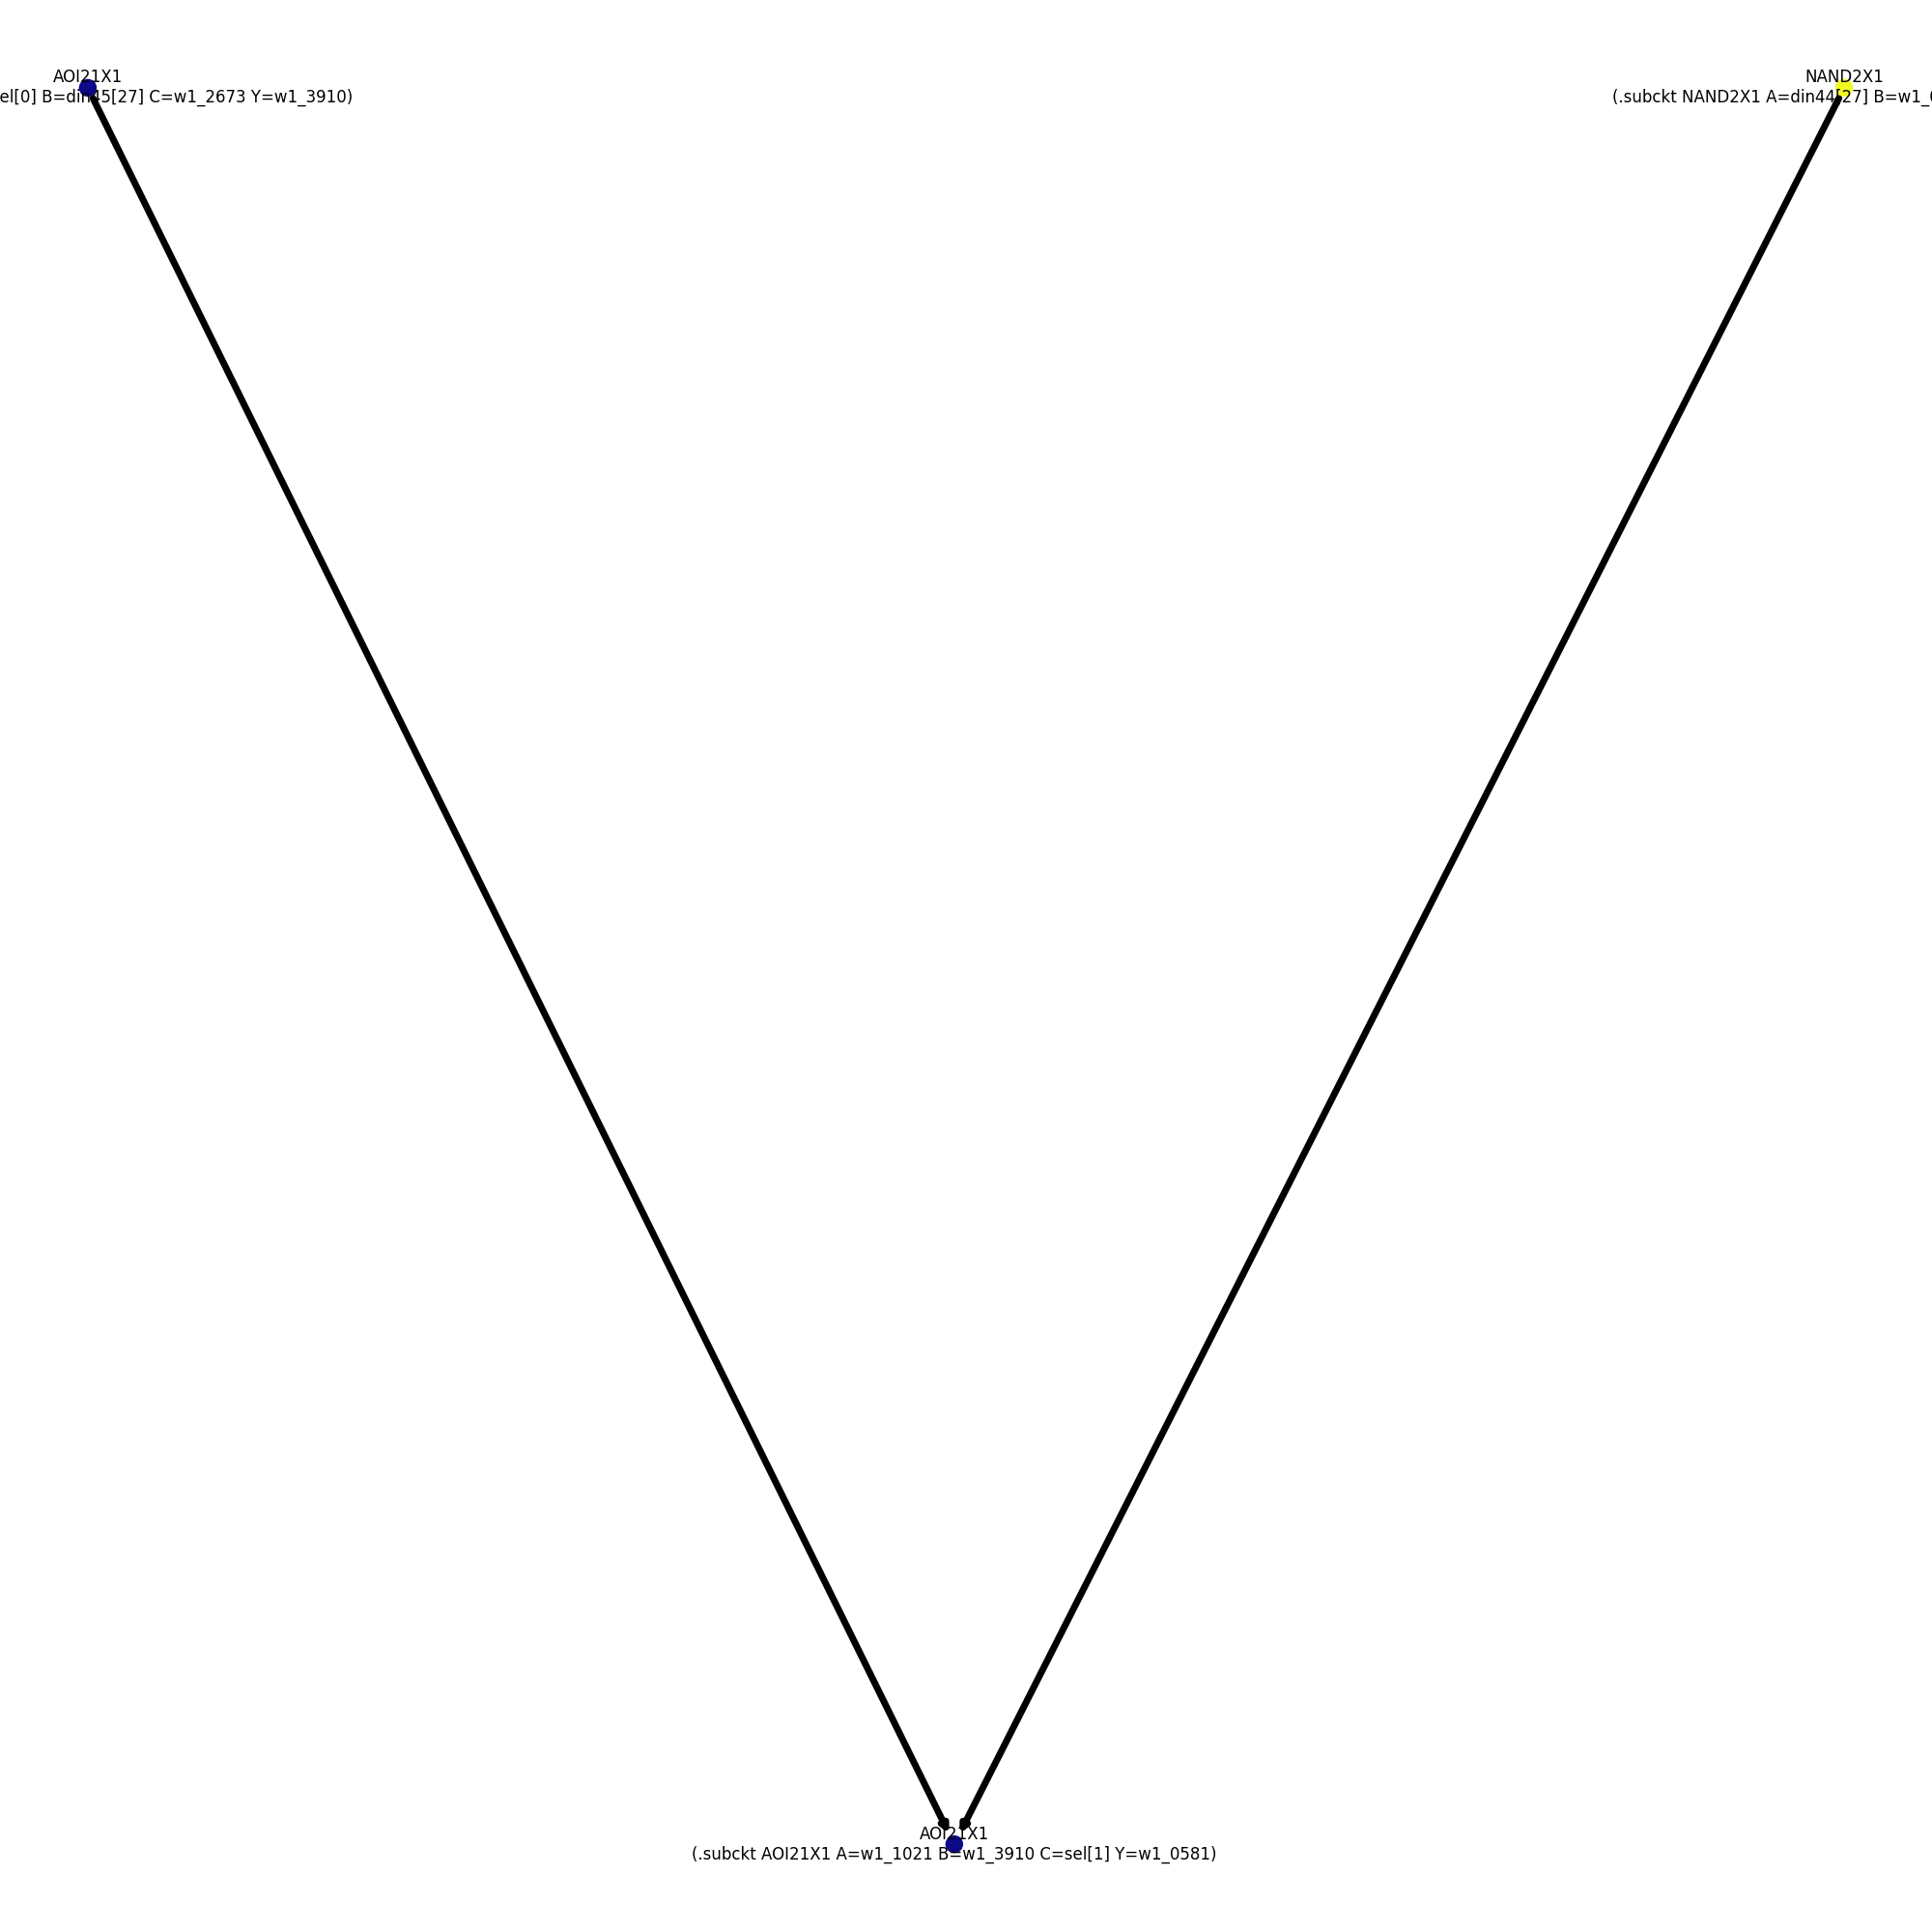 AOI21X1
el[0] B=din45[27] C=w1_2673 Y=w1_3910)
NAND2X1
(.subckt NAND2X1 A=din44[27] B=w1_
AOI21X1
(.subckt AOI21X1 A=w1_1021 B=w1_3910 C=sel[1] Y=w1_0581)